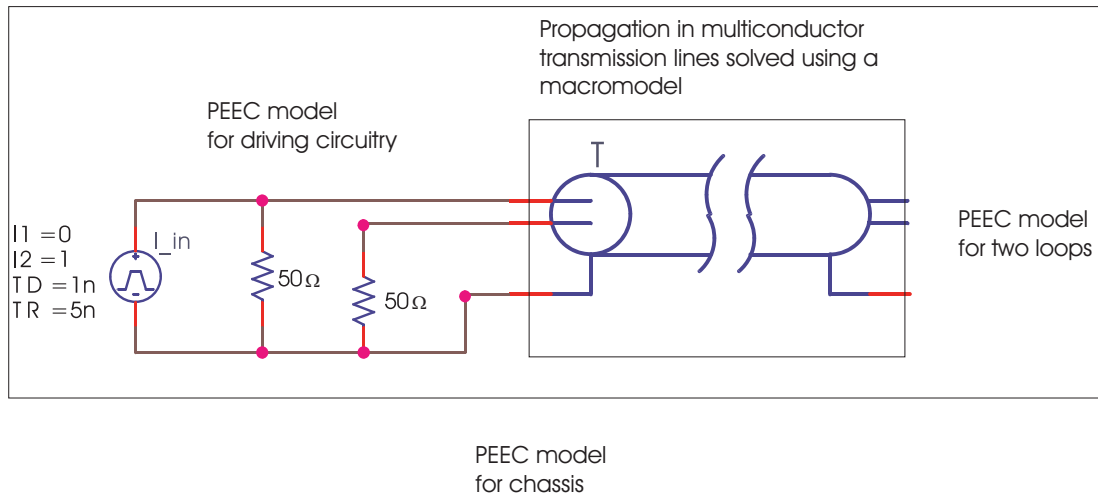 Propagation in multiconductor
transmission lines solved using a
macromodel
PEEC model
for driving circuitry
T
I1 =0
I2 =1
TD =1n
TR =5n
I_in
50Ω
50Ω
PEEC model
for two loops
PEEC model
for chassis